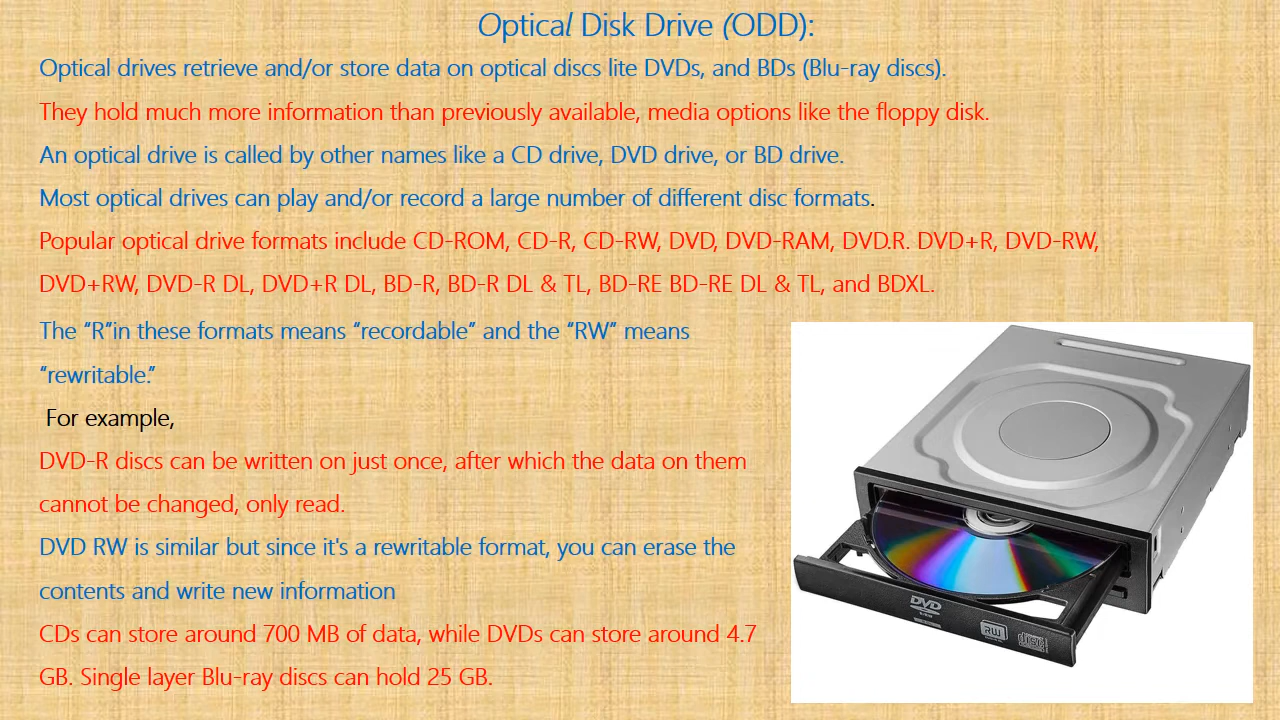 Optical Disk Drive (ODD):
Optical drives retrieve and/or store data on optical discs lite DVDs, and BDs (Blu-ray discs).
They hold much more information than previously available, media options like the floppy disk.
An optical drive is called by other names like a CD drive, DVD drive, or BD drive.
Most optical drives can play and/or record a large number of different disc formats.
Popular optical drive formats include CD-ROM, CD-R, CD-RW, DVD, DVD-RAM, DVD.R. DVD+R, DVD-RW,
DVD+RW, DVD-R DL, DVD+R DL, BD-R, BD-R DL & TL, BD-RE BD-RE DL & TL, and BDXL.
The “R”in these formats means “recordable” and the “RW” means
“rewritable.”
For example,
DVD-R discs can be written on just once, after which the data on them
cannot be changed, only read.
DVD RW is similar but since it's a rewritable format, you can erase the
contents and write new information
CDs can store around 700 MB of data, while DVDs can store around 4.7
GB. Single layer Blu-ray discs can hold 25 GB.
DVD
RW
disc